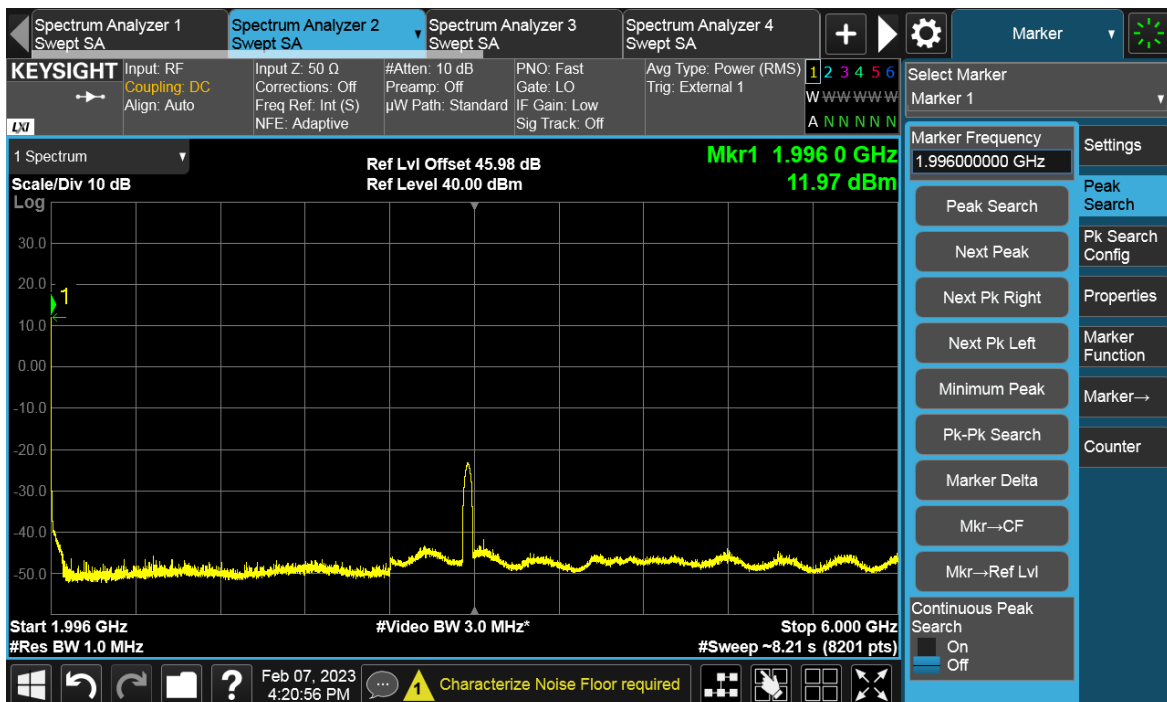 Spectrum Analyzer 1
Swept SA
Spectrum Analyzer 2
Swept SA
Spectrum Analyzer 3
Swept SA
Spectrum Analyzer 4
Swept SA
Marker
KEYSIGHT
LXI
Input: RF
Coupling: DC
Align: Auto
Input Z: 50 Ω
Corrections: Off
Freq Ref: Int (S)
NFE: Adaptive
#Atten: 10 dB
Preamp: Off
µW Path: Standard
PNO: Fast
Gate: LO
IF Gain: Low
Sig Track: Off
Avg Type: Power (RMS)
Trig: External 1
1 2 3 4 5 6
W W W W W W
A N N N N N
Select Marker
Marker 1
1 Spectrum
Scale/Div 10 dB
Log
Ref Lvl Offset 45.98 dB
Ref Level 40.00 dBm
Mkr1 1.996 0 GHz
11.97 dBm
30.0
20.0
10.0
0.00
-10.0
-20.0
-30.0
-40.0
-50.0
1
Start 1.996 GHz
#Res BW 1.0 MHz
#Video BW 3.0 MHz*
Stop 6.000 GHz
#Sweep ~8.21 s (8201 pts)
Marker Frequency
1.996000000 GHz
Peak Search
Next Peak
Next Pk Right
Next Pk Left
Minimum Peak
Pk-Pk Search
Marker Delta
Mkr→CF
Mkr→Ref Lvl
Continuous Peak
Search
On
Off
Settings
Peak
Search
Pk Search
Config
Properties
Marker
Function
Marker→
Counter
?
Feb 07, 2023
4:20:56 PM
1
Characterize Noise Floor required